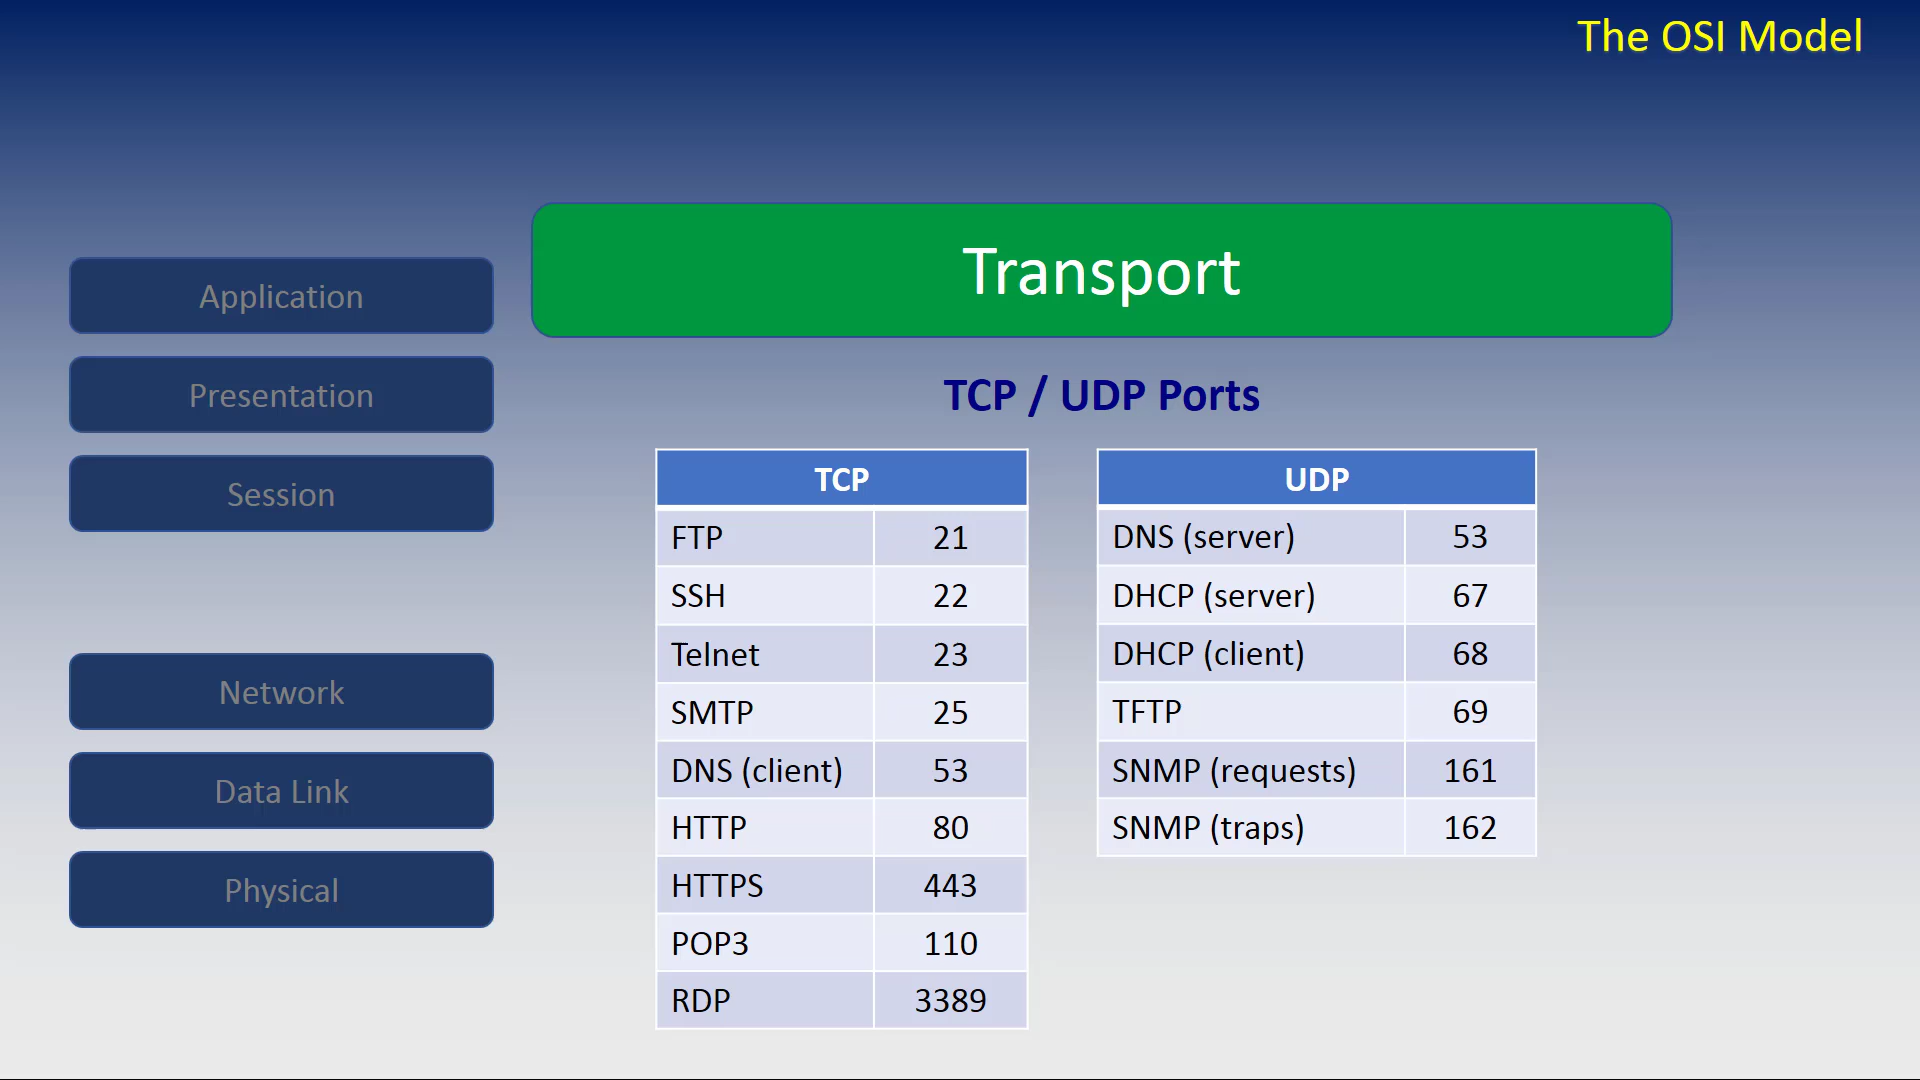 The OSI Model
Application
Presentation
Session
Network
Data Link
Physical
Transport
TCP / UDP Ports
TCP
FTP 21
SSH 22
Telnet 23
SMTP 25
DNS (client) 53
HTTP 80
HTTPS 443
POP3 110
RDP 3389
UDP
DNS (server) 53
DHCP (server) 67
DHCP (client) 68
TFTP 69
SNMP (requests) 161
SNMP (traps) 162